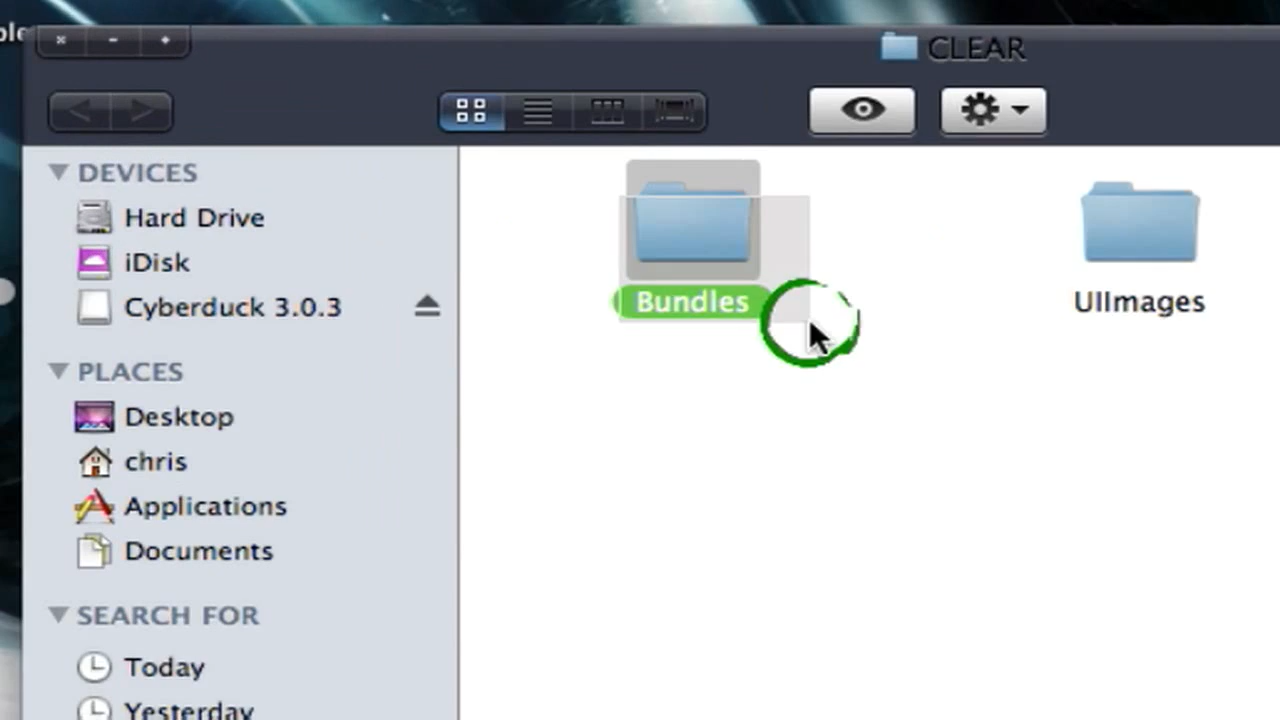 ple
CLEAR
DEVICES
Hard Drive
iDisk
Cyberduck 3.0.3
PLACES
Desktop
chris
Applications
Documents
SEARCH FOR
Today
Yesterday
Bundles
UIImages